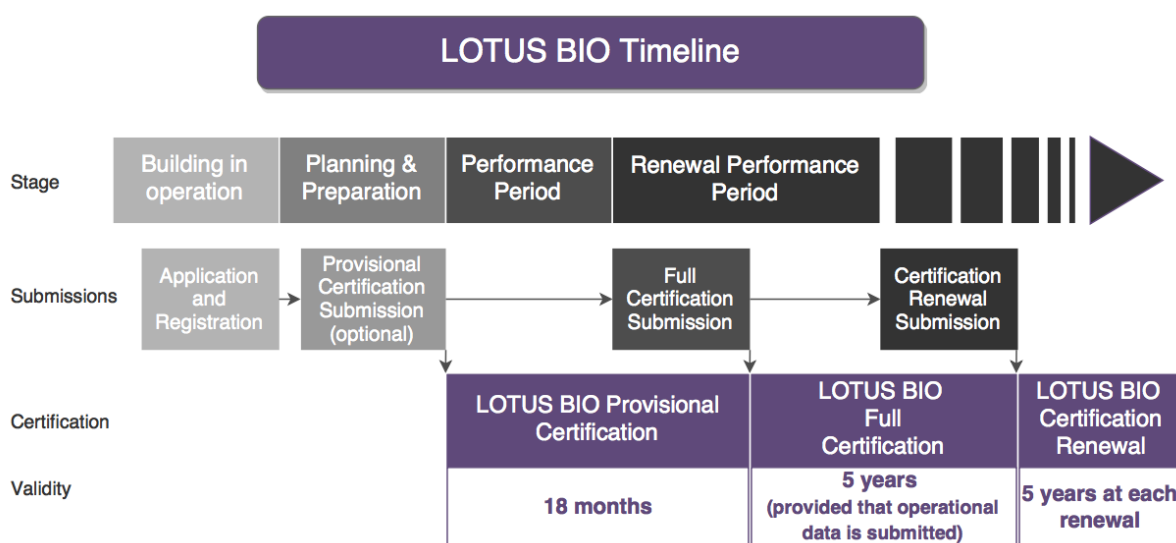 LOTUS BIO Timeline
Stage
Building in
operation
Planning &
Preparation
Performance
Period
Renewal Performance
Period
Submissions
Application
and
Registration
Provisional
Certification
Submission
(optional)
Full
Certification
Submission
Certification
Renewal
Submission
Certification
LOTUS BIO Provisional
Certification
LOTUS BIO
Full
Certification
LOTUS BIO
Certification
Renewal
Validity
18 months
5 years
(provided that operational
data is submitted)
5 years at each
renewal